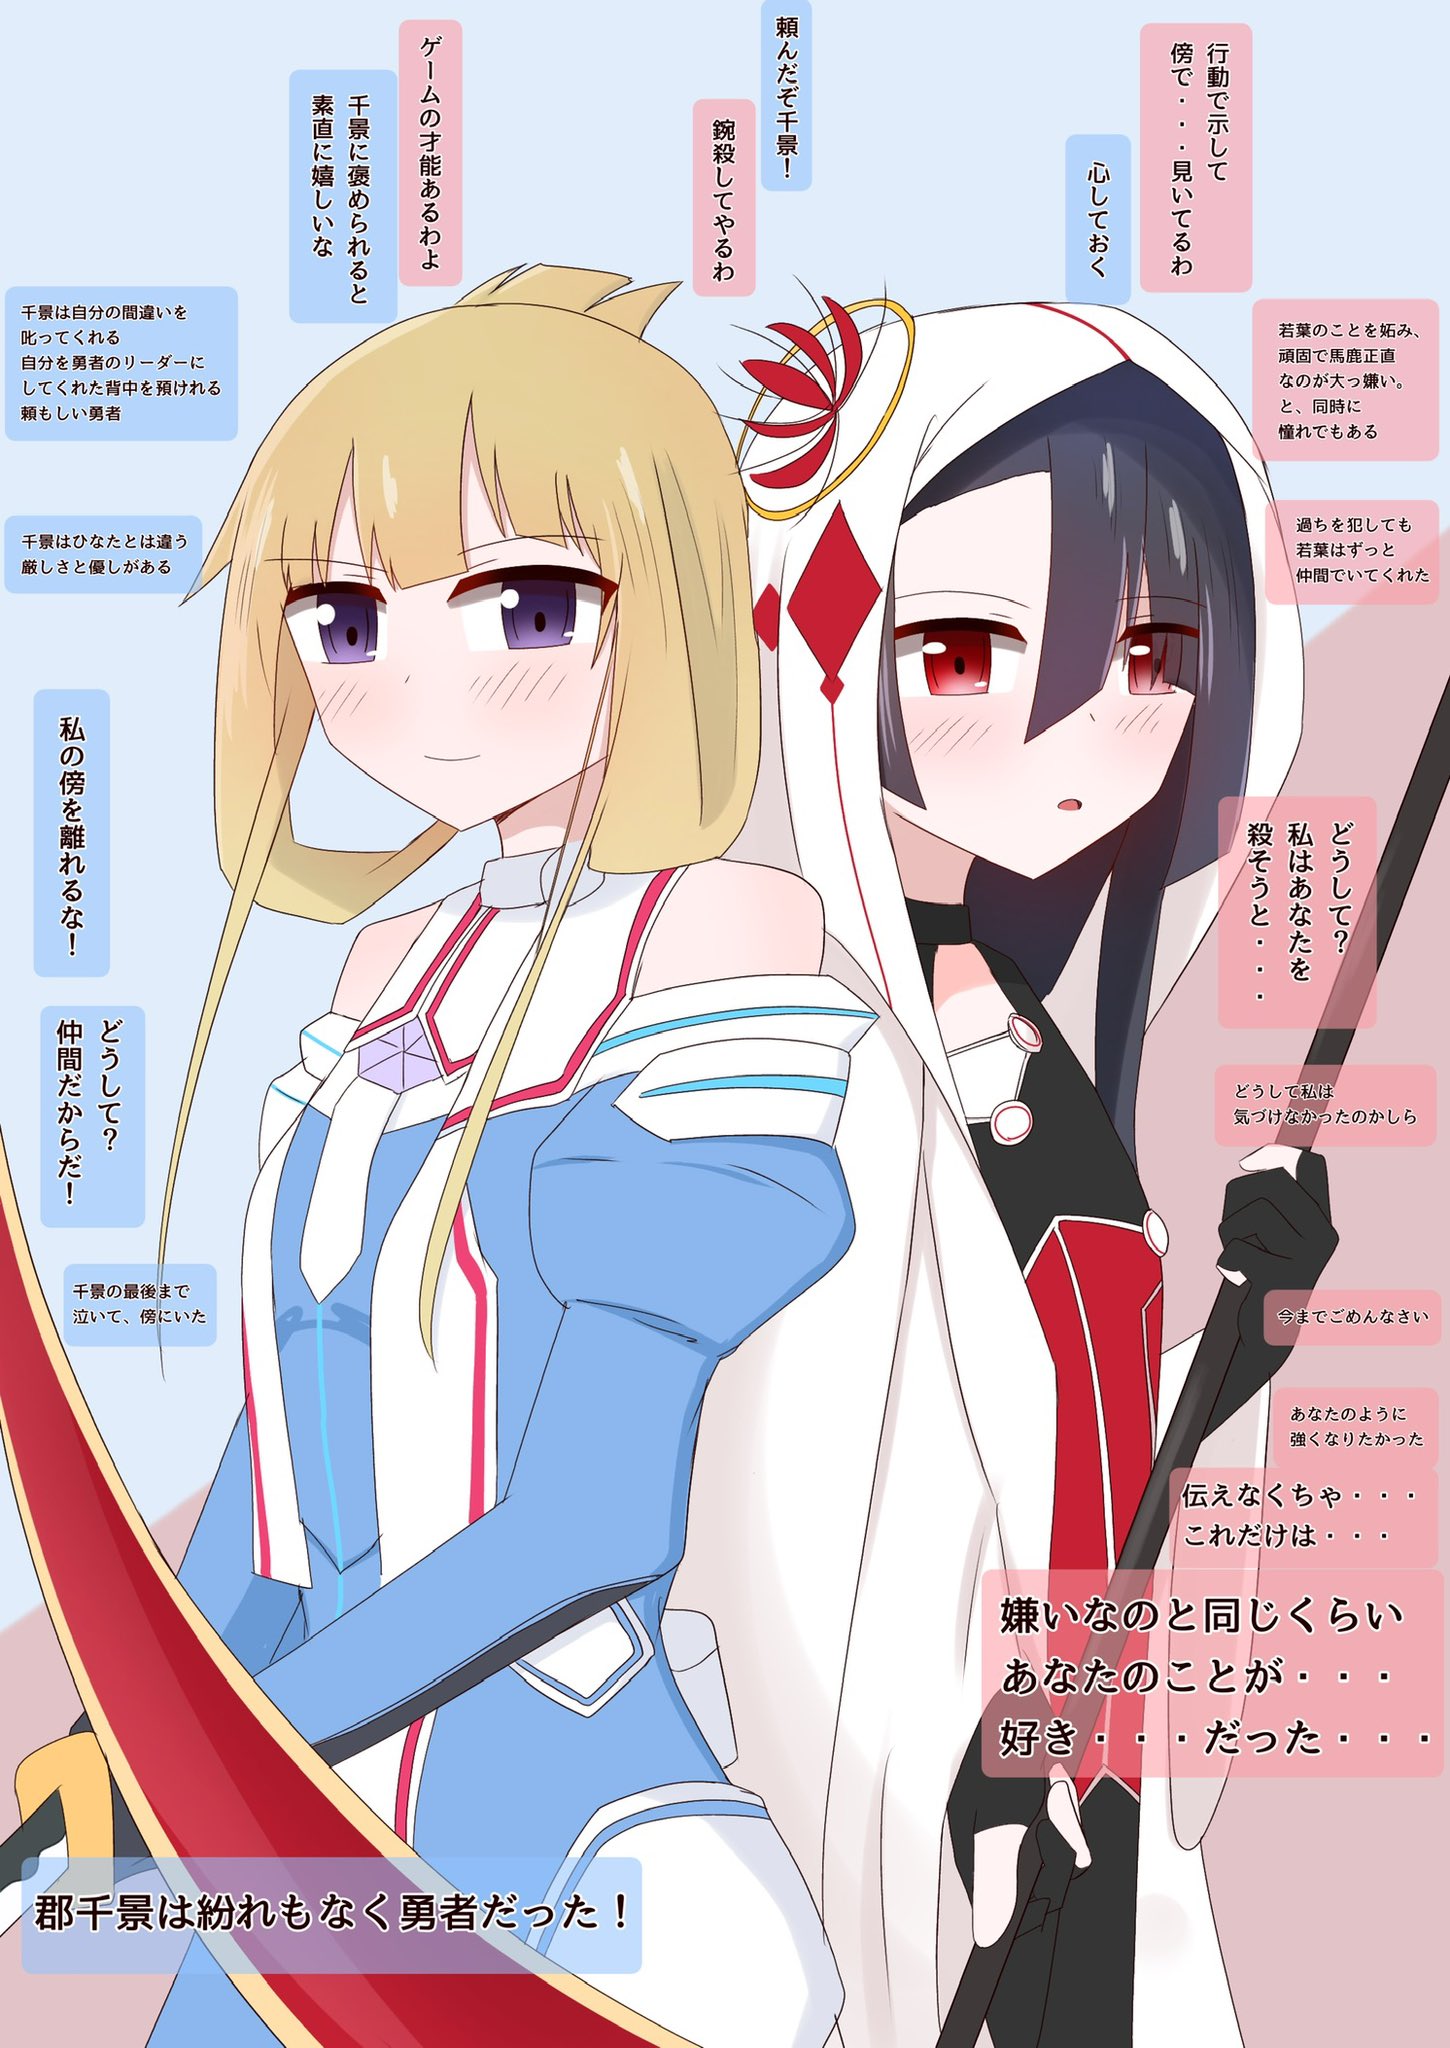 行動で示して
傍で・・・見いてるわ
心しておく
頼んだぞ千景！
鏖殺してやるわ
ゲームの才能あるわよ
千景に褒められると
素直に嬉しいな
千景は自分の間違いを
叱ってくれる
自分を勇者のリーダーに
してくれた背中を預けれる
頼もしい勇者
千景はひなたとは違う
厳しさと優しがある
若葉のことを妬み、
頑固で馬鹿正直
なのが大っ嫌い。
と、同時に
憧れでもある
過ちを犯しても
若葉はずっと
仲間でいてくれた
私の傍を離れるな！
どうして？
私はあなたを
殺そうと・・・
どうして？
仲間だからだ！
どうして私は
気づけなかったのかしら
千景の最後まで
泣いて、傍にいた
今までごめんなさい
あなたのように
強くなりたかった
伝えなくちゃ・・・
これだけは・・・
嫌いなのと同じくらい
あなたのことが・・・
好き・・・だった・・・
郡千景は紛れもなく勇者だった！